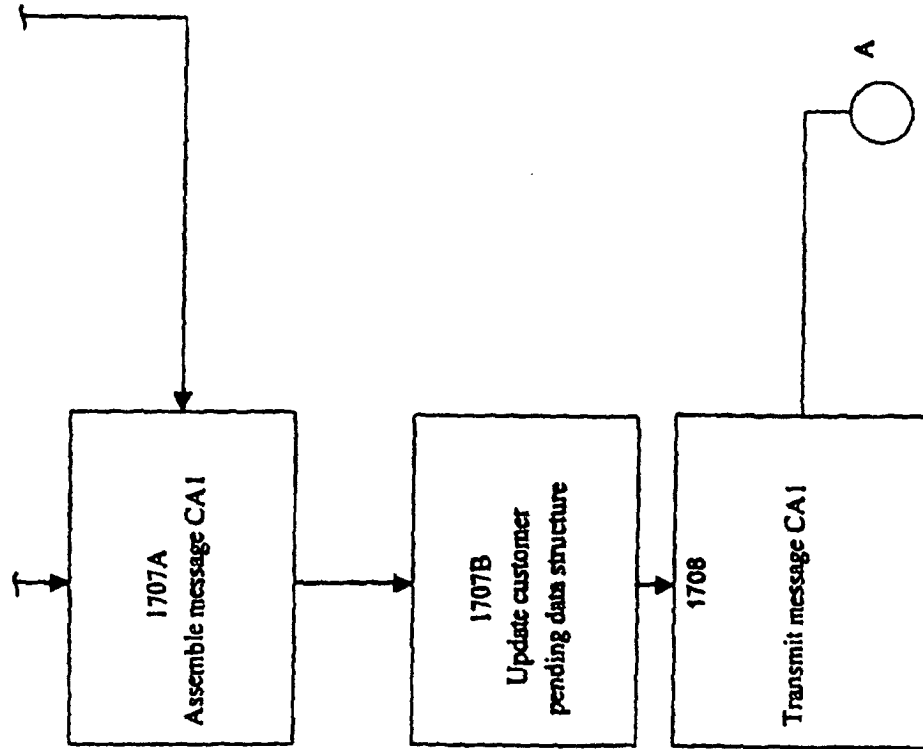 1707A
Assemble message CA1
1707B
Update customer
pending data structure
1708
Transmit message CA1
A